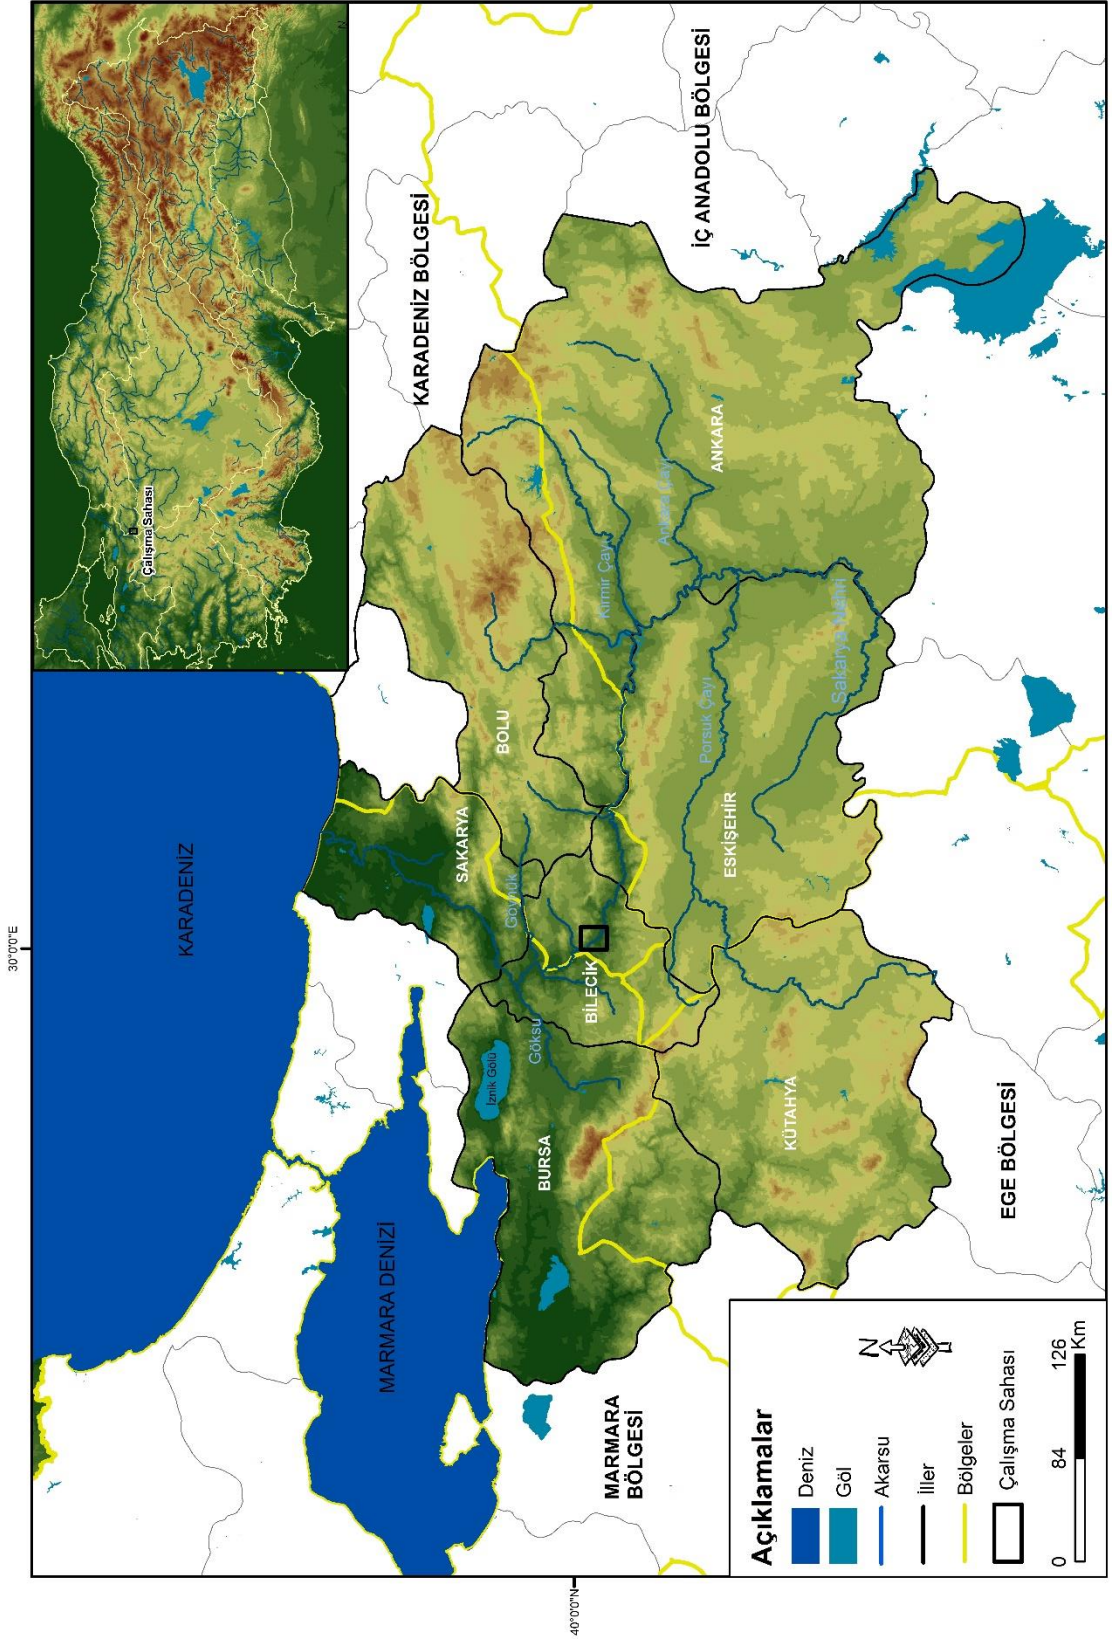 30°0'0"E
40°0'0"N
KARADENİZ
MARMARA DENİZİ
Çalışma Sahası
KARADENİZ BÖLGESİ
İÇ ANADOLU BÖLGESİ
EGE BÖLGESİ
MARMARA
BÖLGESİ
SAKARYA
BOLU
BİLECİK
BURSA
ESKİŞEHİR
ANKARA
KÜTAHYA
İznik Gölü
Göksu
Göynük
Kirmir Çayı
Ankara Çayı
Porsuk Çayı
Sakarya Nehri
Açıklamalar
Deniz
Göl
Akarsu
İller
Bölgeler
Çalışma Sahası
N
0 84 126
Km